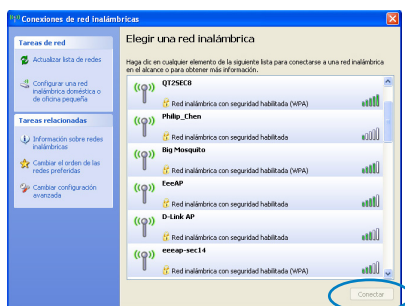 Conexiones de red inalámbricas
Tareas de red
Actualizar lista de redes
Configurar una red
inalámbrica doméstica o
de oficina pequeña
Tareas relacionadas
Información sobre redes
inalámbricas
Cambiar el orden de las
redes preferidas
Cambiar configuración
avanzada
Elegir una red inalámbrica
Haga clic en cualquier elemento de la siguiente lista para conectarse a una red inalámbrica
en el alcance o para obtener más información.
QT2SEC8
Red inalámbrica con seguridad habilitada (WPA)
Philip_Chen
Red inalámbrica con seguridad habilitada
Big Mosquito
Red inalámbrica con seguridad habilitada
EeeAP
Red inalámbrica con seguridad habilitada (WPA)
D-Link AP
Red inalámbrica con seguridad habilitada
eeeap-sec14
Red inalámbrica con seguridad habilitada (WPA)
Conectar